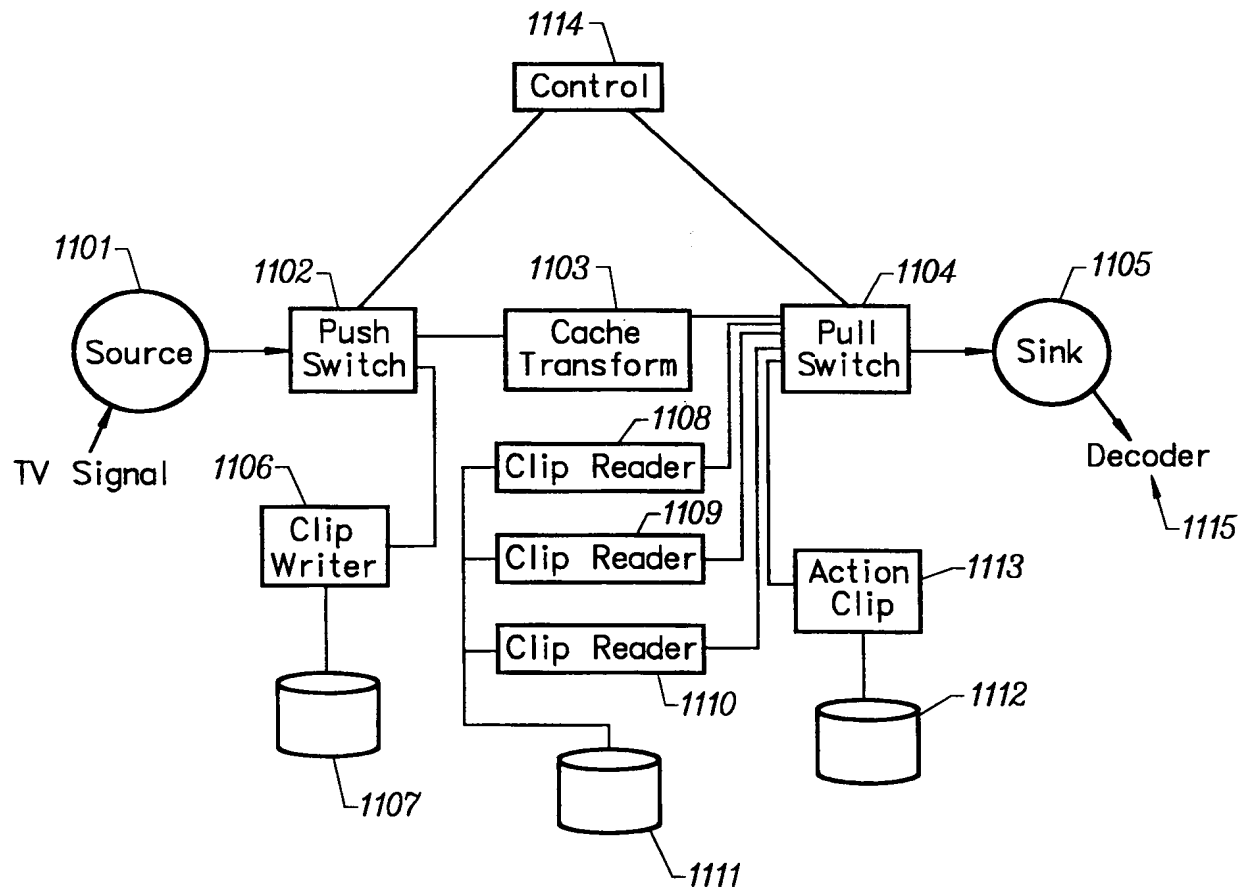 1114
Control
1101
1102
1103
1104
1105
Source
Push
Switch
Cache
Transform
Pull
Switch
Sink
TV Signal
Decoder
1115
1106
Clip
Writer
1107
1108
Clip Reader
1109
Clip Reader
Clip Reader
1110
1111
Action
Clip
1113
1112